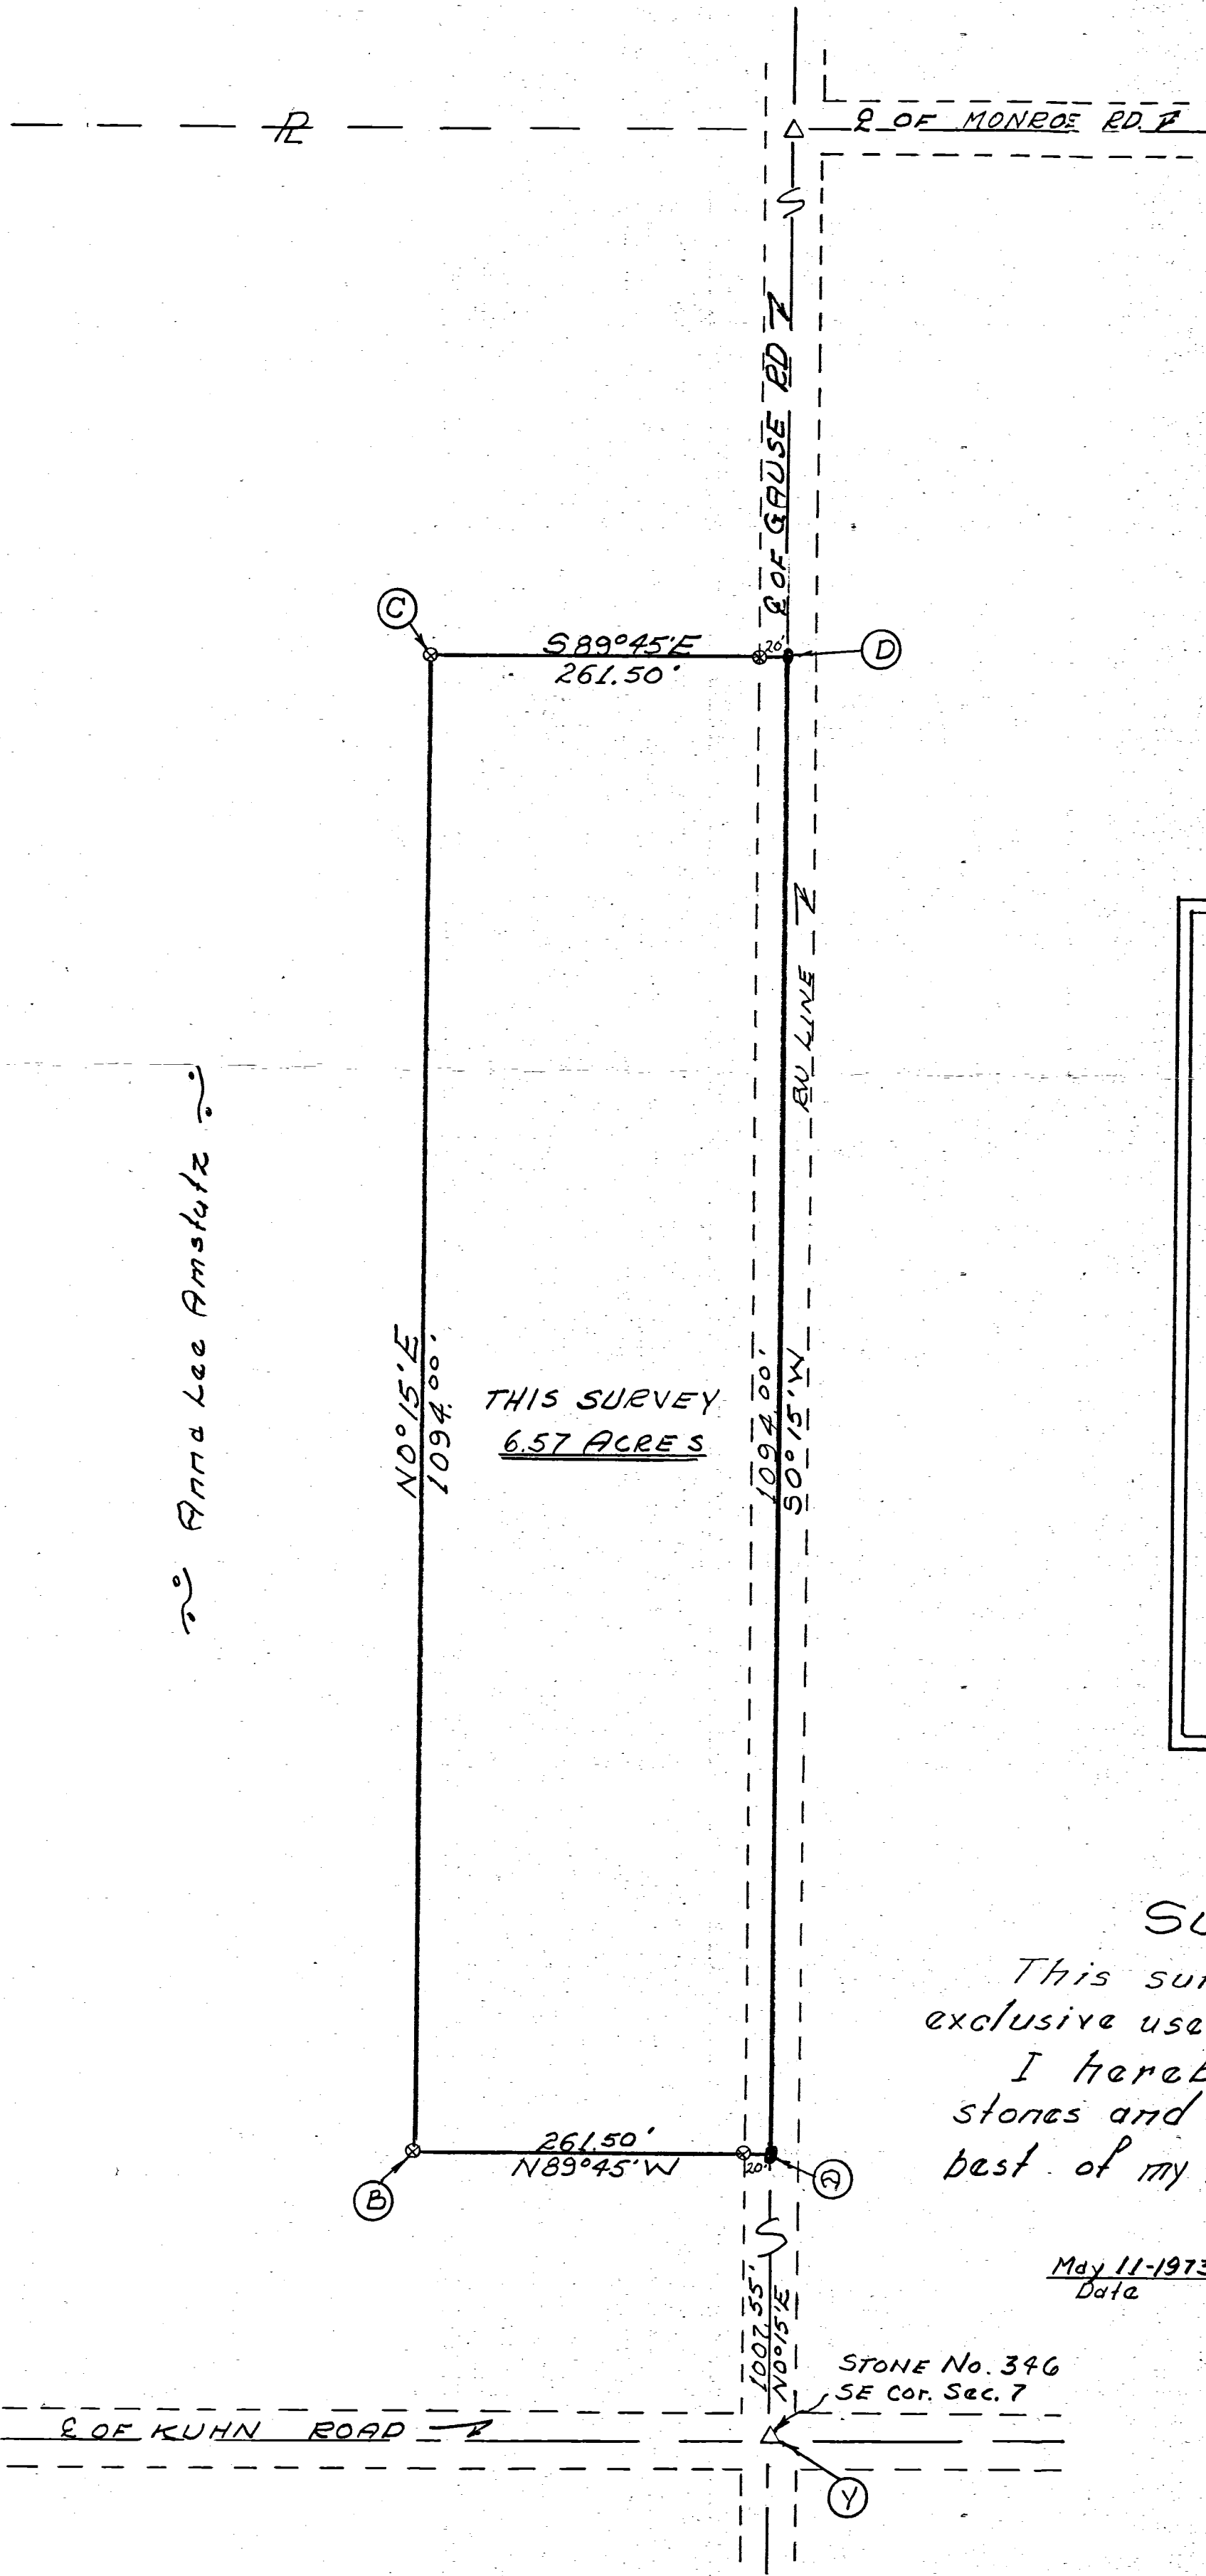 PL
℄ OF MONROE RD.
℄ OF GAUSE RD
C
S89°45'E
20'
D
261.50'
RW LINE
Anna Lee Amstutz
N0°15'E
1094.00'
THIS SURVEY
6.57 ACRES
1094.00'
S0°15'W
SU
This sur
exclusive use
I hereb
stones and
best of my
261.50'
N89°45'W
20'
A
B
May 11-1973
Date
1007.55'
N0°15'E
STONE No. 346
SE Cor. Sec. 7
℄ OF KUHN ROAD
Y